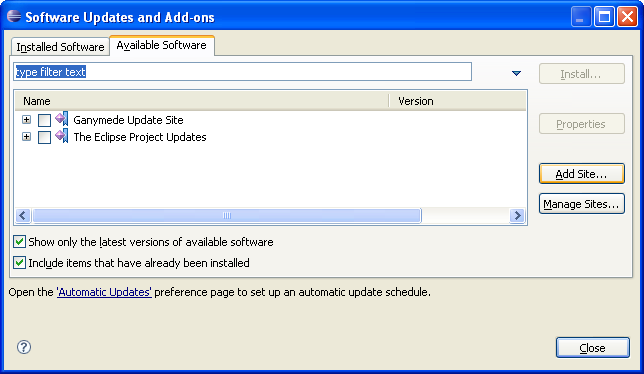 Software Updates and Add-ons
Installed Software
Available Software
type filter text
Install...
Name
Version
Ganymede Update Site
Properties
The Eclipse Project Updates
Add Site...
Manage Sites...
Show only the latest versions of available software
Include items that have already been installed
Open the 'Automatic Updates' preference page to set up an automatic update schedule.
?
Close